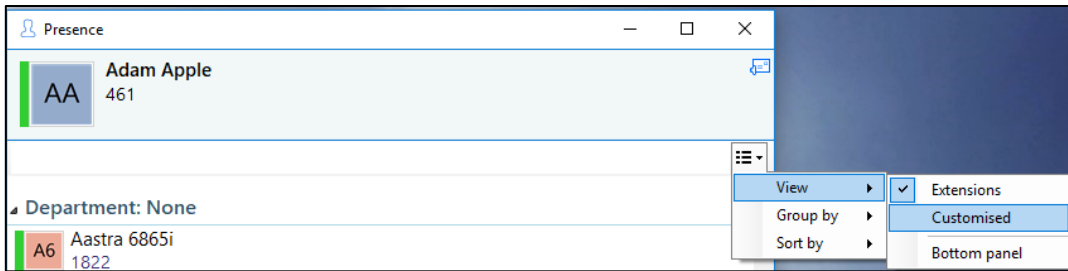 Presence
AA
Adam Apple
461
View
Extensions
Group by
Customised
Sort by
Bottom panel
Department: None
A6
Aastra 6865i
1822